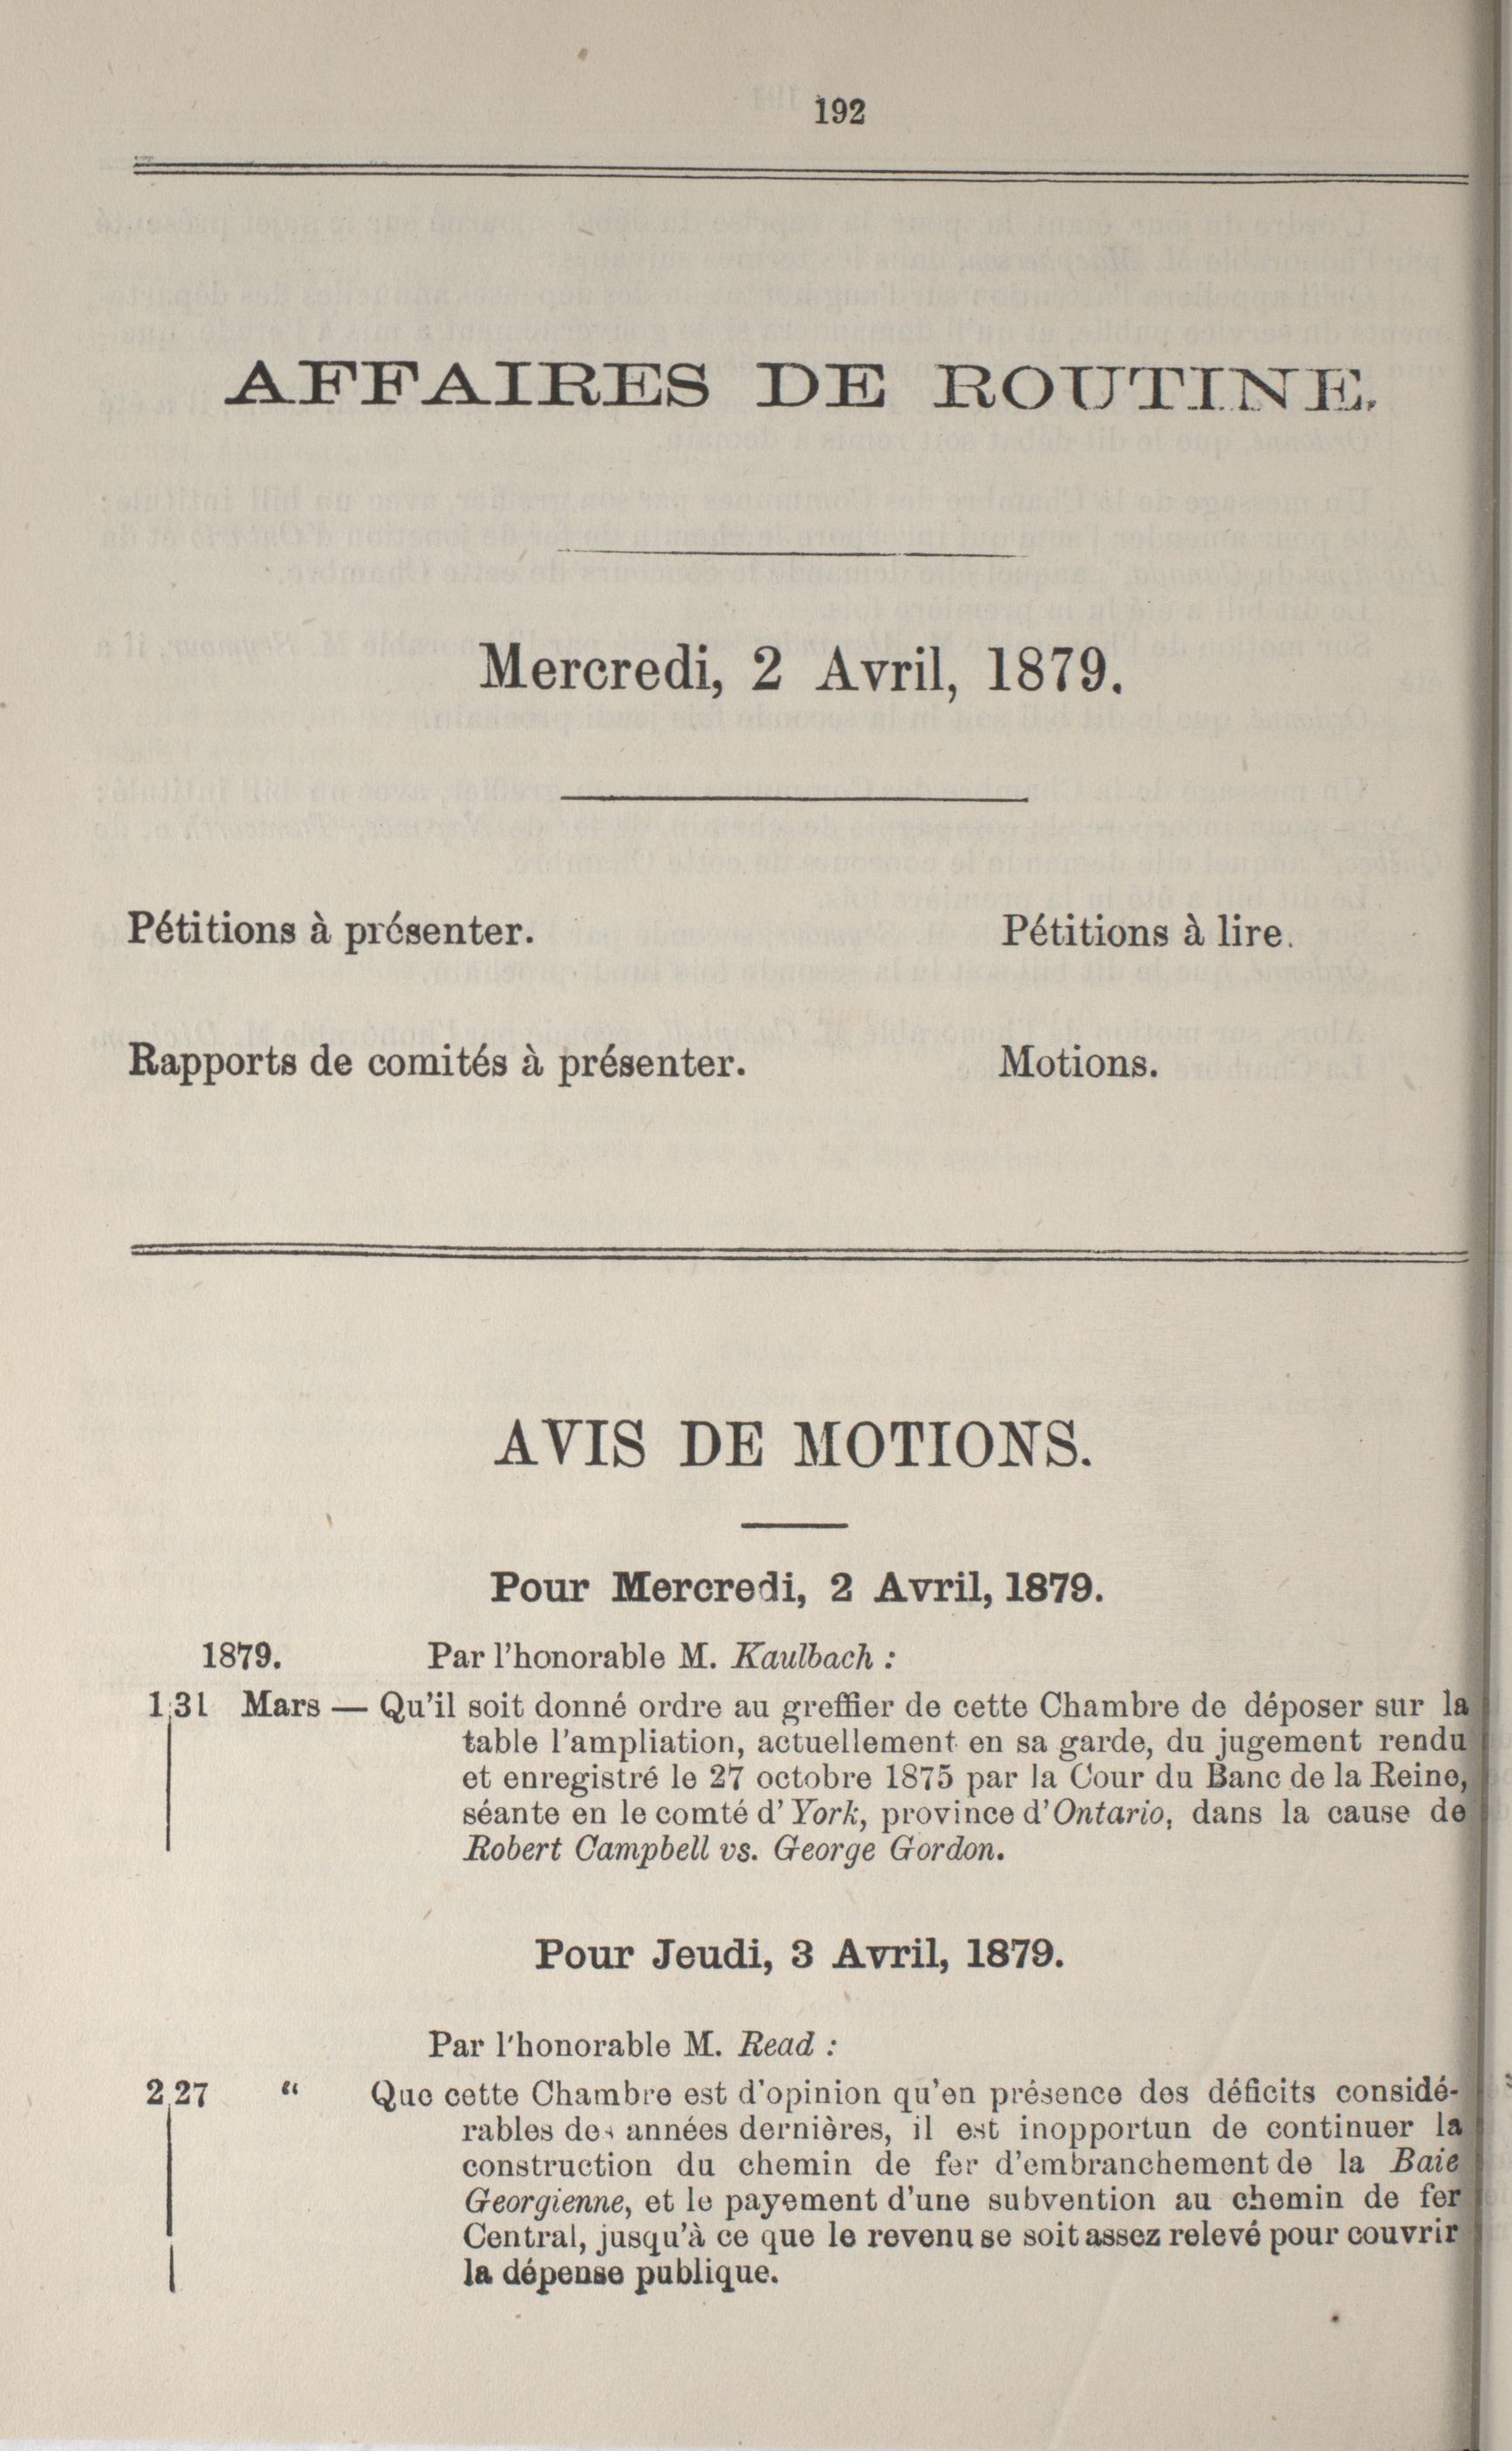 192
AFFAIRES DE ROUTINE.
Mercredi, 2 Avril, 1879.
Pétitions à présenter.
Pétitions à lire.
Rapports de comités à présenter.
Motions.
AVIS DE MOTIONS.
Pour Mercredi, 2 Avril, 1879.
1879. Par l'honorable M. Kaulbach :
1 31 Mars — Qu'il soit donné ordre au greffier de cette Chambre de déposer sur la
table l'ampliation, actuellement en sa garde, du jugement rendu
et enregistré le 27 octobre 1875 par la Cour du Banc de la Reine,
séante en le comté d'York, province d'Ontario, dans la cause de
Robert Campbell vs. George Gordon.
Pour Jeudi, 3 Avril, 1879.
Par l'honorable M. Read :
2 27 “ Que cette Chambre est d'opinion qu'en présence des déficits considé-
rables des années dernières, il est inopportun de continuer la
construction du chemin de fer d'embranchement de la Baie
Georgienne, et le payement d'une subvention au chemin de fer
Central, jusqu'à ce que le revenu se soit assez relevé pour couvrir
la dépense publique.